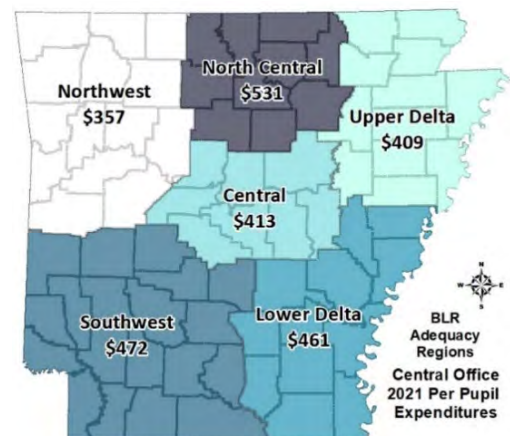 North Central
$531
Northwest
$357
Upper Delta
$409
Central
$413
Southwest
$472
Lower Delta
$461
N
W
E
S
BLR
Adequacy
Regions
Central Office
2021 Per Pupil
Expenditures